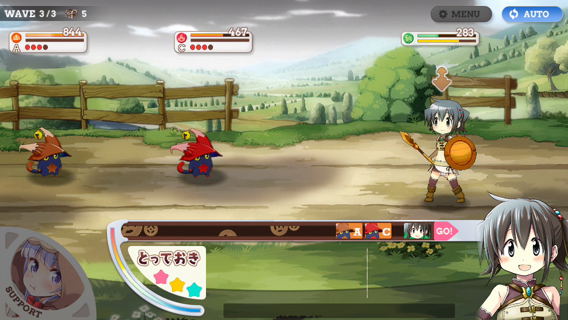 WAVE 3/3 5
MENU
AUTO
844
A
467
C
283
A C GO!
とっておき
SUPPORT